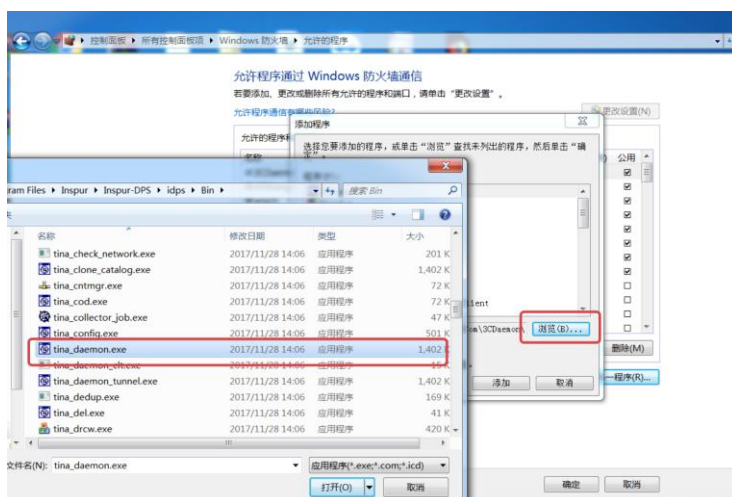 控制面板 ▸ 所有控制面板项 ▸ Windows 防火墙 ▸ 允许的程序
允许程序通过 Windows 防火墙通信
若要添加、更改或删除所有允许的程序和端口，请单击“更改设置”。
允许程序通信有哪些风险?
更改设置(N)
添加程序
允许的程序和
选择您要添加的程序，或单击“浏览”查找未列出的程序，然后单击“确定”。
名称
公用
ram Files ▸ Inspur ▸ Inspur-DPS ▸ idps ▸ Bin ▸
搜索 Bin
名称 修改日期 类型 大小
tina_check_network.exe 2017/11/28 14:06 应用程序 201 K
tina_clone_catalog.exe 2017/11/28 14:06 应用程序 1,402 K
tina_cntmgr.exe 2017/11/28 14:06 应用程序 72 K
tina_cod.exe 2017/11/28 14:06 应用程序 72 K
tina_collector_job.exe 2017/11/28 14:06 应用程序 47 K
tina_config.exe 2017/11/28 14:06 应用程序 501 K
tina_daemon.exe 2017/11/28 14:06 应用程序 1,402 K
tina_daemon_clt.exe 2017/11/28 14:06 应用程序 15 K
tina_daemon_tunnel.exe 2017/11/28 14:06 应用程序 1,402 K
tina_dedup.exe 2017/11/28 14:06 应用程序 169 K
tina_del.exe 2017/11/28 14:06 应用程序 41 K
tina_drcw.exe 2017/11/28 14:06 应用程序 420 K
lient
on\3CDaemon\
浏览(B)...
删除(M)
添加 取消
一程序(R)...
文件名(N): tina_daemon.exe
应用程序(*.exe;*.com;*.icd)
打开(O) 取消
确定 取消